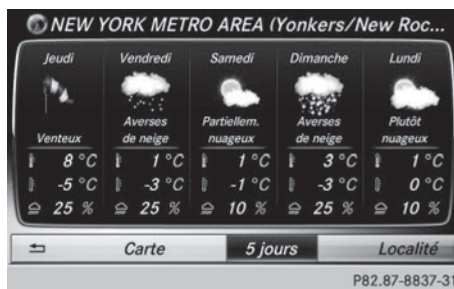 NEW YORK METRO AREA (Yonkers/New Roc...
Jeudi Vendredi Samedi Dimanche Lundi
Averses Partiellem. Averses Plutôt
Venteux de neige nuageux de neige nuageux
8 °C 1 °C 1 °C 3 °C 1 °C
-5 °C -3 °C -1 °C -3 °C 0 °C
25 % 25 % 10 % 25 % 10 %
Carte 5 jours Localité
P82.87-8837-31